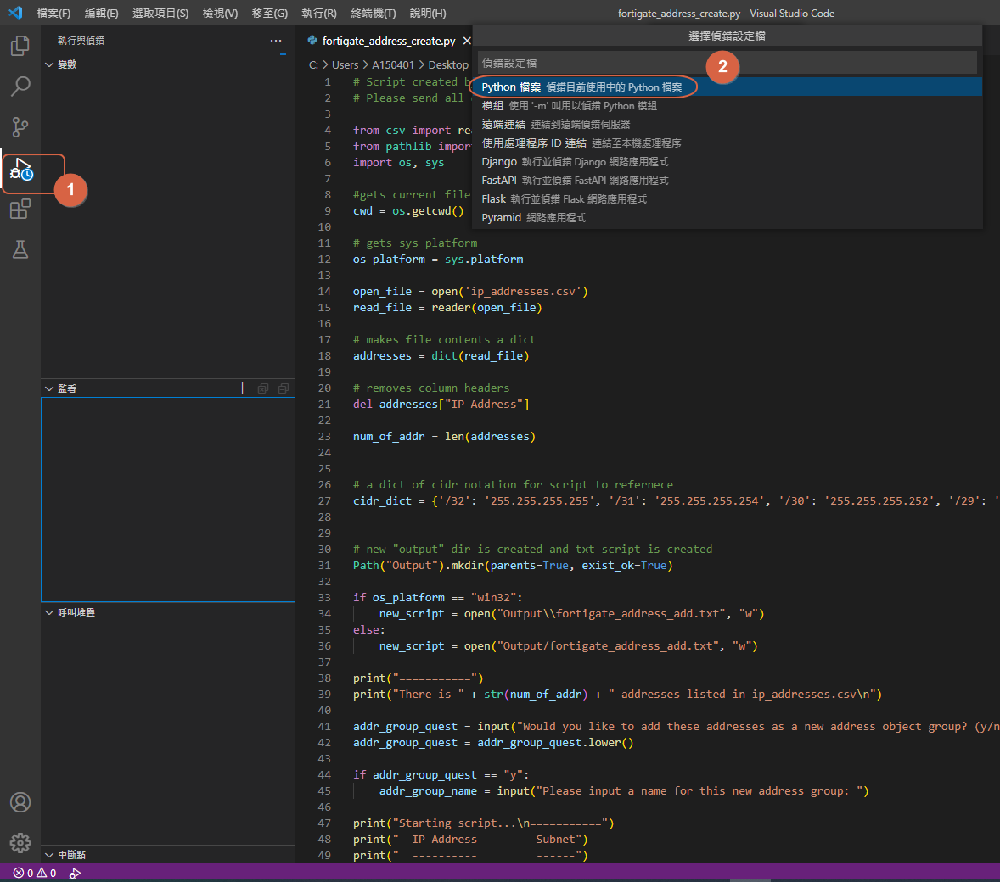 檔案(F) 編輯(E) 選取項目(S) 檢視(V) 移至(G) 執行(R) 終端機(T) 說明(H) fortigate_address_create.py - Visual Studio Code
執行與偵錯 ...
變數
監看
呼叫堆疊
中斷點
1
fortigate_address_create.py
C: > Users > A150401 > Desktop
選擇偵錯設定檔
偵錯設定檔
2
Python 檔案 偵錯目前使用中的 Python 檔案
模組 使用 '-m' 叫用以偵錯 Python 模組
遠端連結 連結到遠端偵錯伺服器
使用處理程序 ID 連結 連結至本機處理程序
Django 執行並偵錯 Django 網路應用程式
FastAPI 執行並偵錯 FastAPI 網路應用程式
Flask 執行並偵錯 Flask 網路應用程式
Pyramid 網路應用程式
1 # Script created b
2 # Please send all
3
4 from csv import rea
5 from pathlib import
6 import os, sys
7
8 #gets current file
9 cwd = os.getcwd()
10
11 # gets sys platform
12 os_platform = sys.platform
13
14 open_file = open('ip_addresses.csv')
15 read_file = reader(open_file)
16
17 # makes file contents a dict
18 addresses = dict(read_file)
19
20 # removes column headers
21 del addresses["IP Address"]
22
23 num_of_addr = len(addresses)
24
25
26 # a dict of cidr notation for script to refernece
27 cidr_dict = {'/32': '255.255.255.255', '/31': '255.255.255.254', '/30': '255.255.255.252', '/29': '
28
29
30 # new "output" dir is created and txt script is created
31 Path("Output").mkdir(parents=True, exist_ok=True)
32
33 if os_platform == "win32":
34     new_script = open("Output\\fortigate_address_add.txt", "w")
35 else:
36     new_script = open("Output/fortigate_address_add.txt", "w")
37
38 print("===========")
39 print("There is " + str(num_of_addr) + " addresses listed in ip_addresses.csv\n")
40
41 addr_group_quest = input("Would you like to add these addresses as a new address object group? (y/n
42 addr_group_quest = addr_group_quest.lower()
43
44 if addr_group_quest == "y":
45     addr_group_name = input("Please input a name for this new address group: ")
46
47 print("Starting script...\n===========")
48 print("  IP Address         Subnet")
49 print("  ----------         ------")
0 0